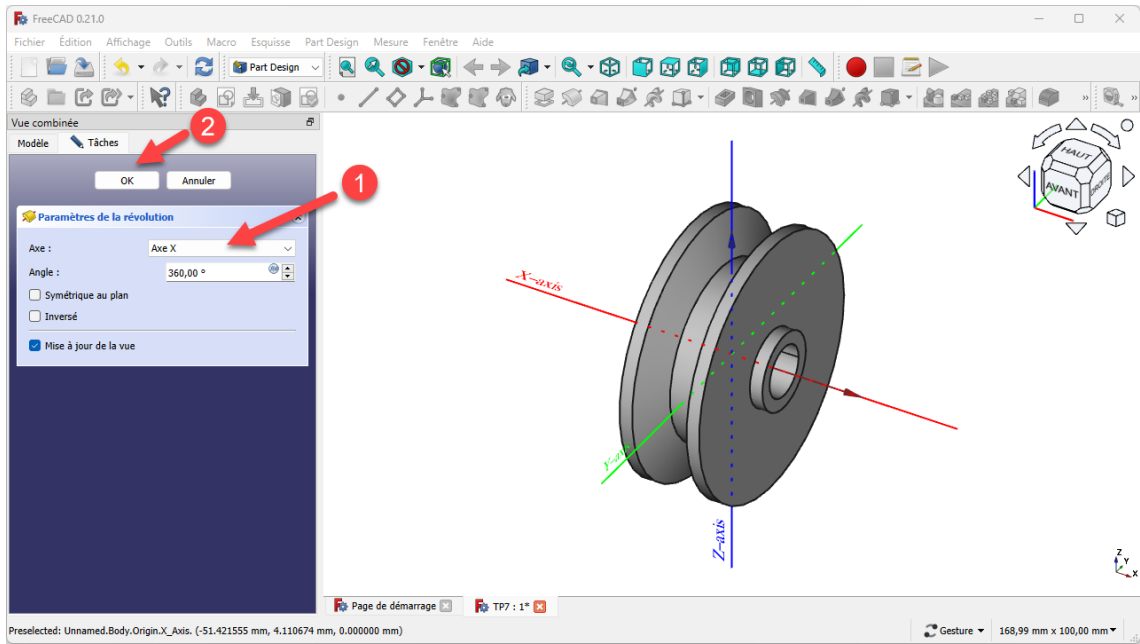 FreeCAD 0.21.0
Fichier Édition Affichage Outils Macro Esquisse Part Design Mesure Fenêtre Aide
Part Design
Vue combinée
Modèle Tâches
2
OK Annuler
1
Paramètres de la révolution
Axe : Axe X
Angle : 360,00 °
Symétrique au plan
Inversé
Mise à jour de la vue
HAUT
AVANT
DROITE
X-axis
Y-axis
Z-axis
Z
Y
X
Page de démarrage
TP7 : 1*
Preselected: Unnamed.Body.Origin.X_Axis. (-51.421555 mm, 4.110674 mm, 0.000000 mm)
Gesture
168,99 mm x 100,00 mm